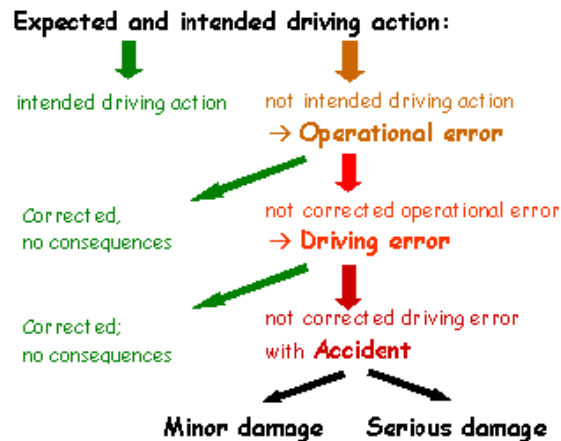 Expected and intended driving action:
intended driving action
not intended driving action
→ Operational error
Corrected,
no consequences
not corrected operational error
→ Driving error
Corrected;
no consequences
not corrected driving error
with Accident
Minor damage
Serious damage